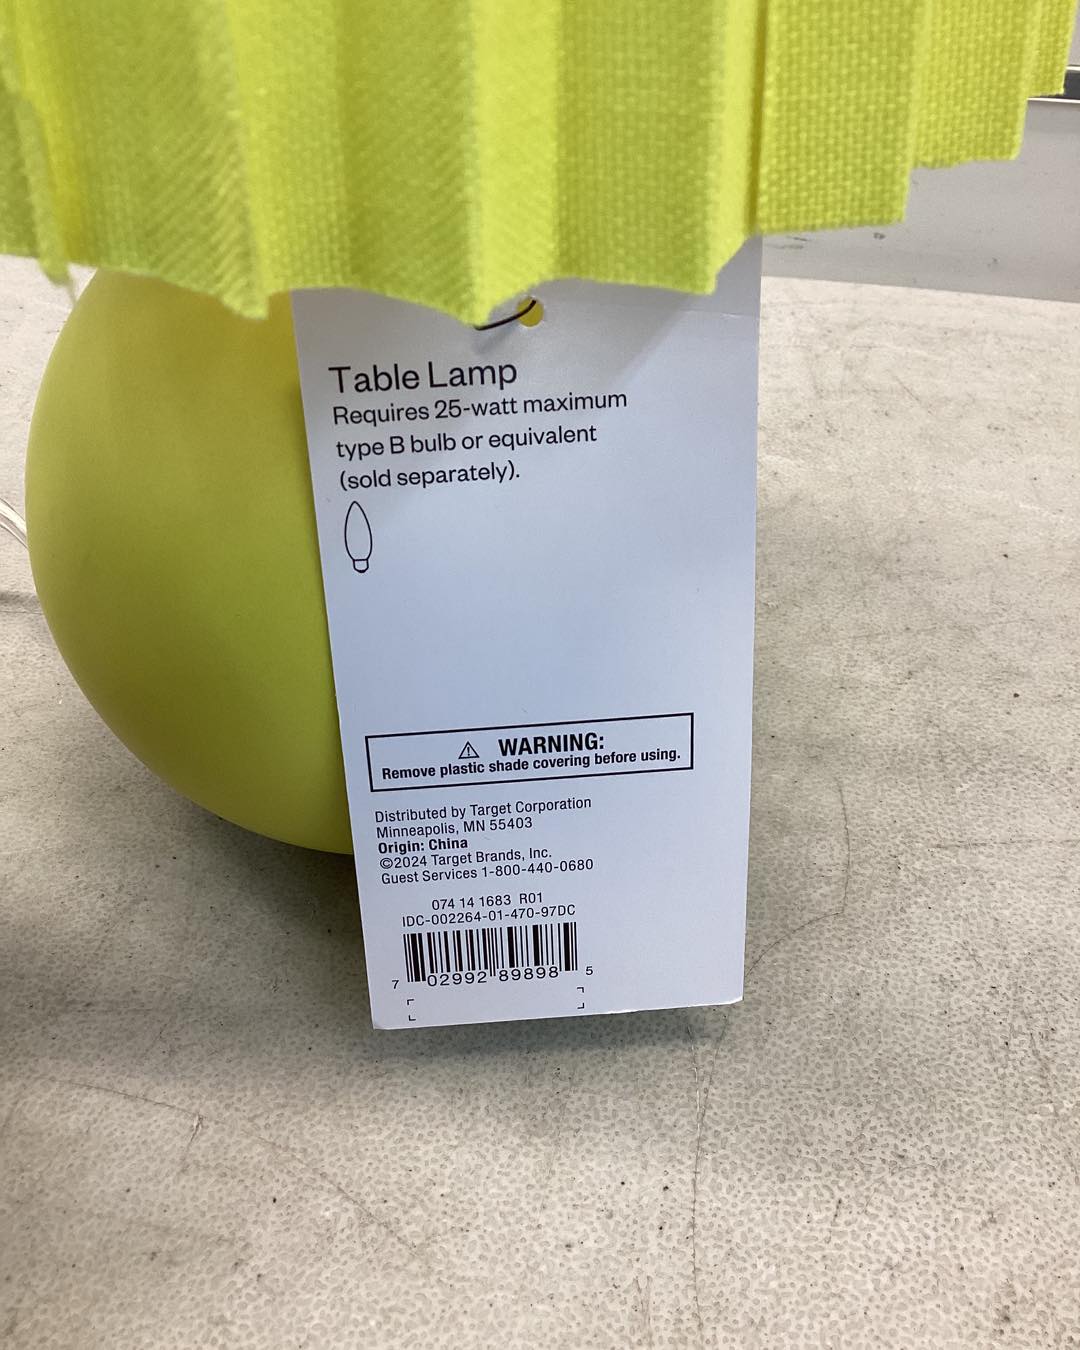 Table Lamp
Requires 25-watt maximum
type B bulb or equivalent
(sold separately).
WARNING:
Remove plastic shade covering before using.
Distributed by Target Corporation
Minneapolis, MN 55403
Origin: China
©2024 Target Brands, Inc.
Guest Services 1-800-440-0680
074 14 1683 R01
IDC-002264-01-470-97DC
7 02992 89898 5